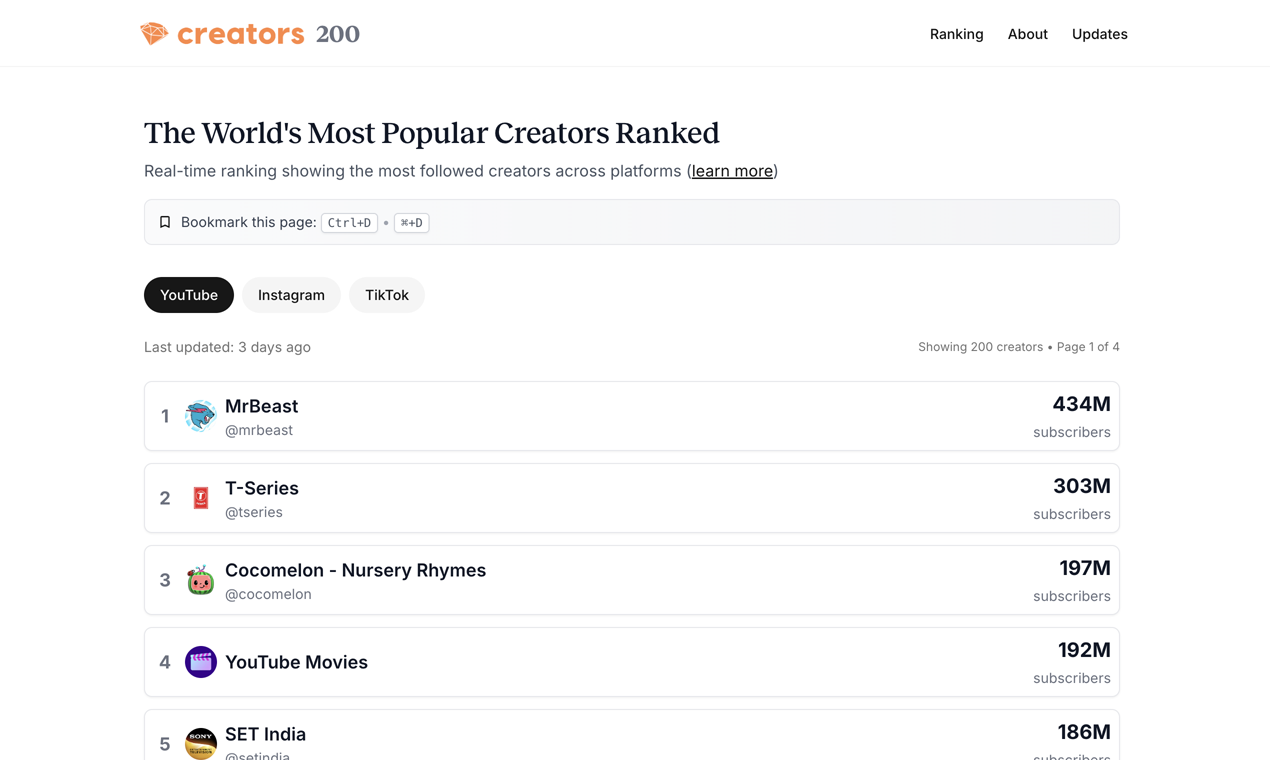 creators 200
Ranking About Updates
The World's Most Popular Creators Ranked
Real-time ranking showing the most followed creators across platforms (learn more)
Bookmark this page: Ctrl+D • ⌘+D
YouTube Instagram TikTok
Last updated: 3 days ago
Showing 200 creators • Page 1 of 4
1
MrBeast
@mrbeast
434M
subscribers
2
T-Series
@tseries
303M
subscribers
3
Cocomelon - Nursery Rhymes
@cocomelon
197M
subscribers
4
YouTube Movies
192M
subscribers
5
SONY
SET India
@setindia
186M
subscribers